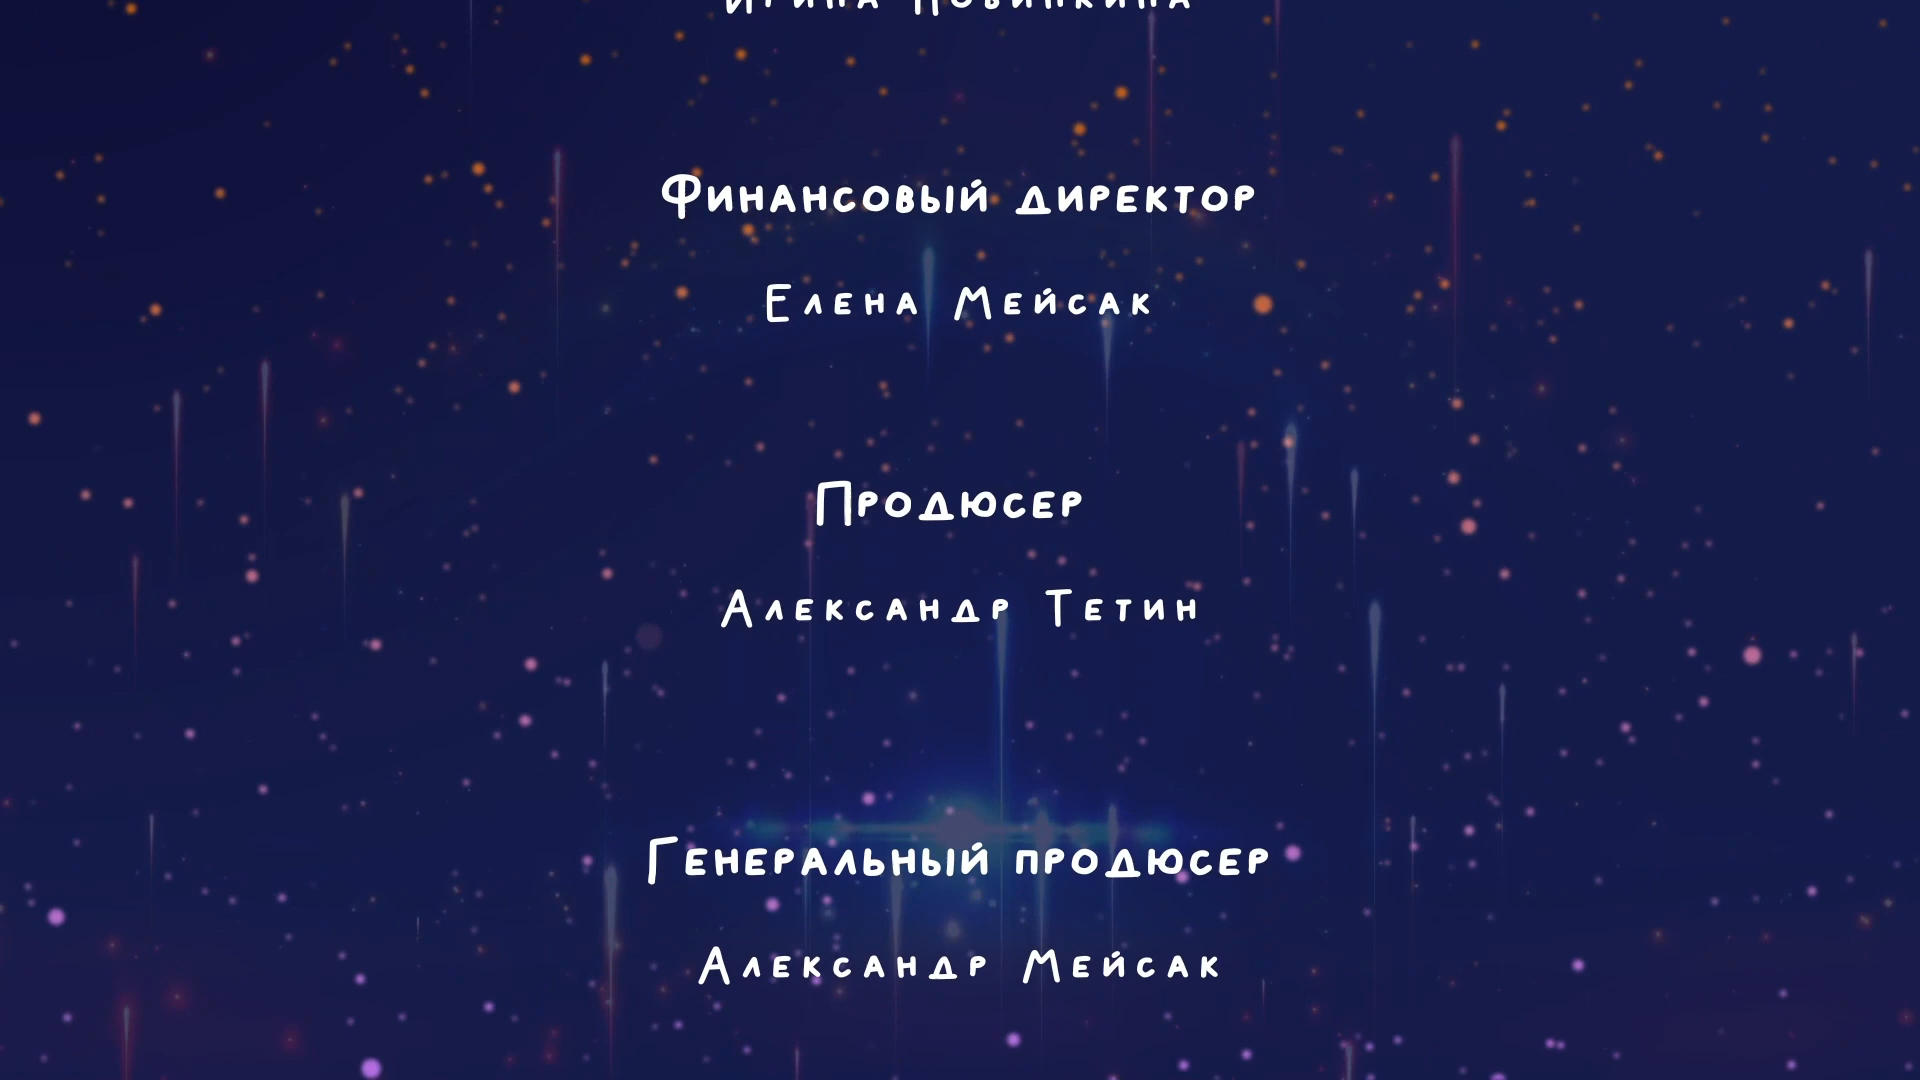 Финансовый директор
Елена Мейсак
Продюсер
Александр Тетин
Генеральный продюсер
Александр Мейсак